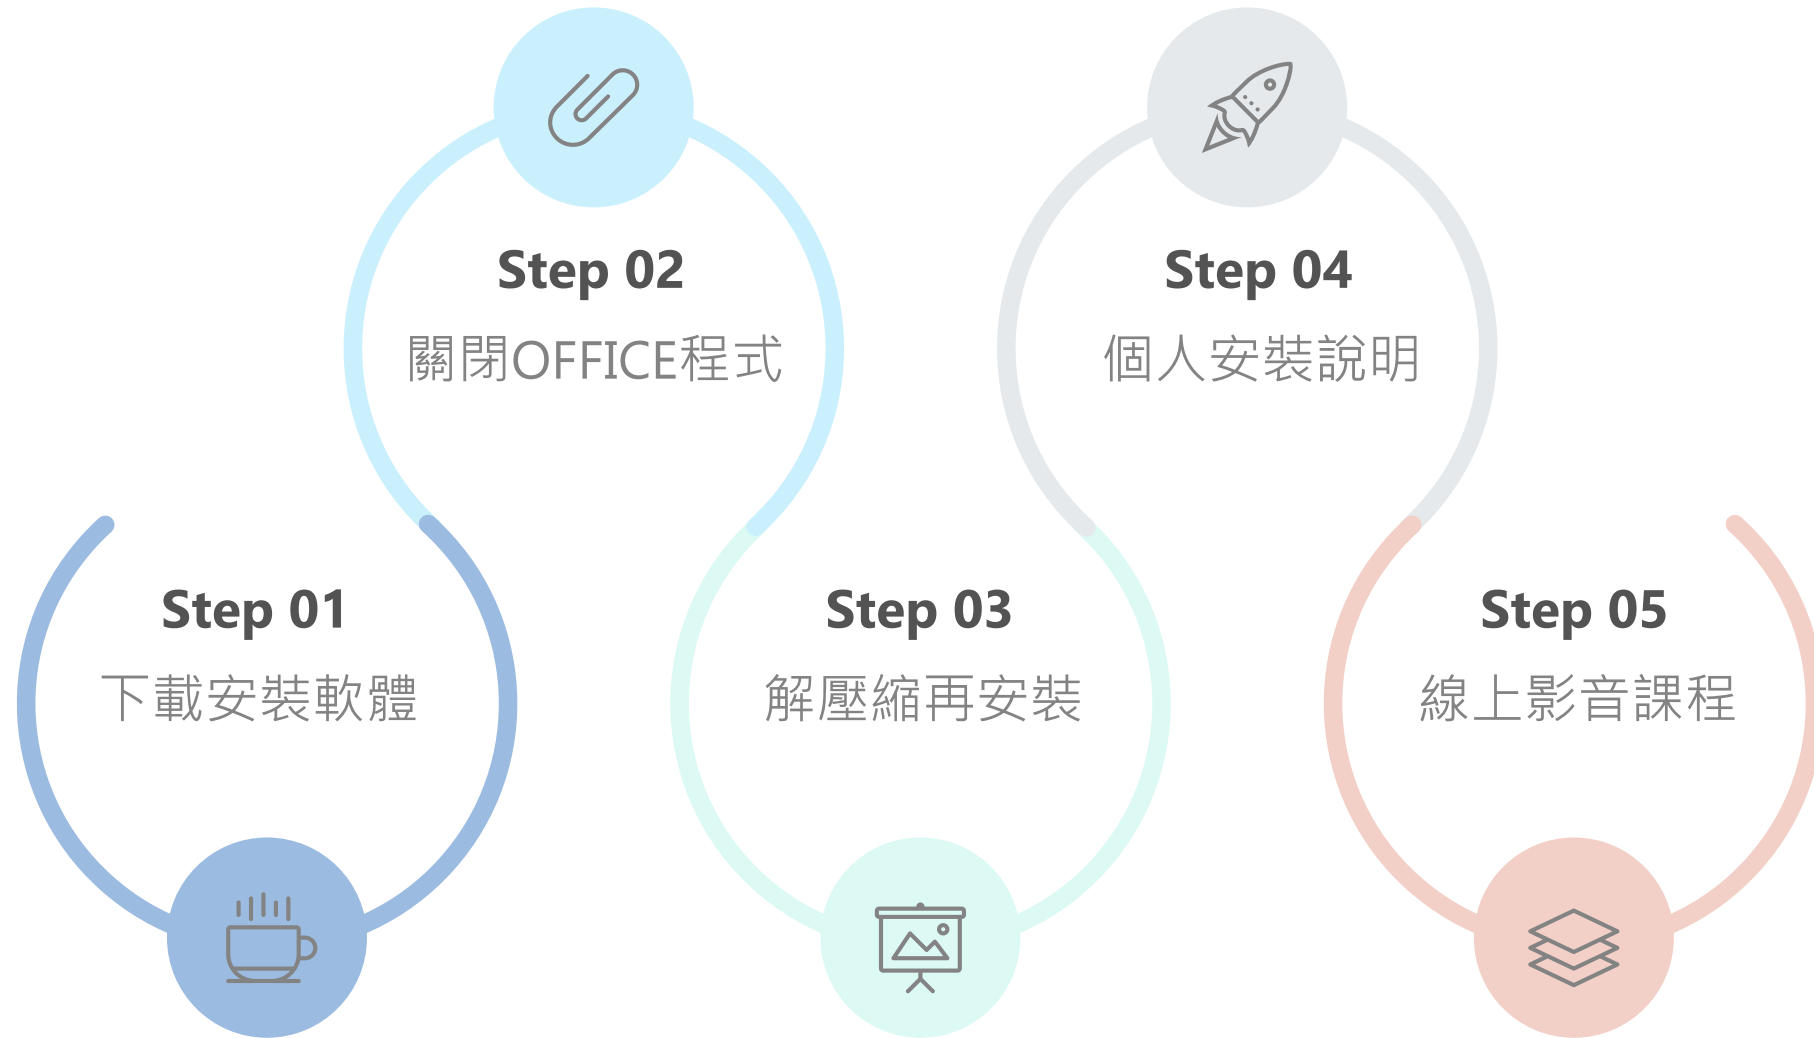 Step 01
下載安裝軟體
Step 02
關閉OFFICE程式
Step 03
解壓縮再安裝
Step 04
個人安裝說明
Step 05
線上影音課程